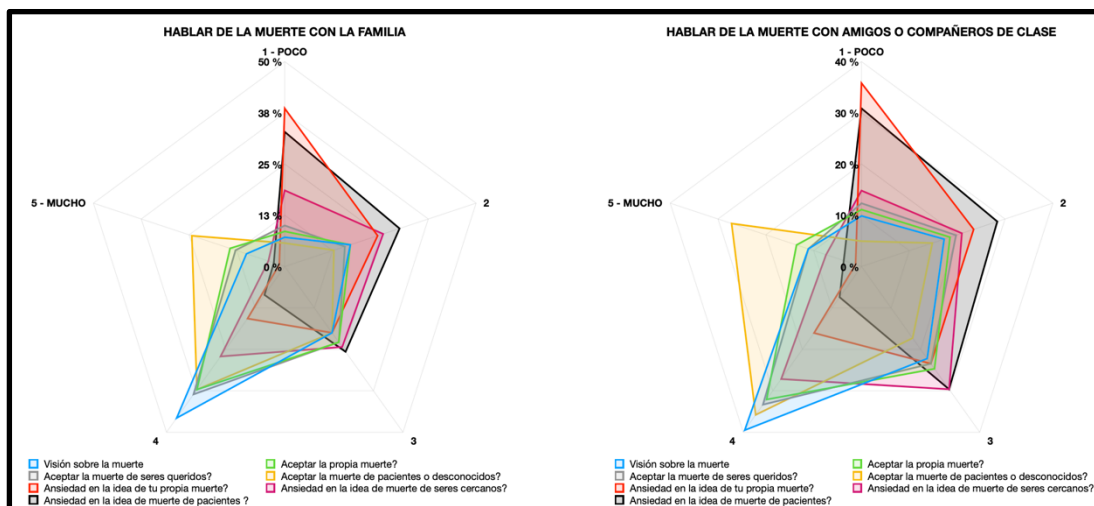 HABLAR DE LA MUERTE CON LA FAMILIA
1 - POCO
50 %
38 %
25 %
13 %
0 %
5 - MUCHO
2
4
3
Visión sobre la muerte
Aceptar la propia muerte?
Aceptar la muerte de seres queridos?
Aceptar la muerte de pacientes o desconocidos?
Ansiedad en la idea de tu propia muerte?
Ansiedad en la idea de muerte de seres cercanos?
Ansiedad en la idea de muerte de pacientes ?
HABLAR DE LA MUERTE CON AMIGOS O COMPAÑEROS DE CLASE
1 - POCO
40 %
30 %
20 %
10 %
0 %
5 - MUCHO
2
4
3
Visión sobre la muerte
Aceptar la propia muerte?
Aceptar la muerte de seres queridos?
Aceptar la muerte de pacientes o desconocidos?
Ansiedad en la idea de tu propia muerte?
Ansiedad en la idea de muerte de seres cercanos?
Ansiedad en la idea de muerte de pacientes?